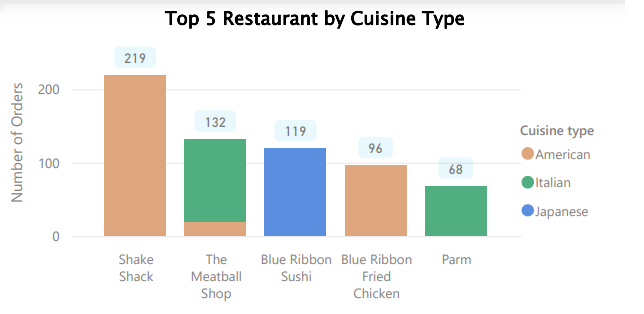 Top 5 Restaurant by Cuisine Type
Number of Orders
200
100
0
219
132
119
96
68
Shake
Shack
The
Meatball
Shop
Blue Ribbon
Sushi
Blue Ribbon
Fried
Chicken
Parm
Cuisine type
American
Italian
Japanese